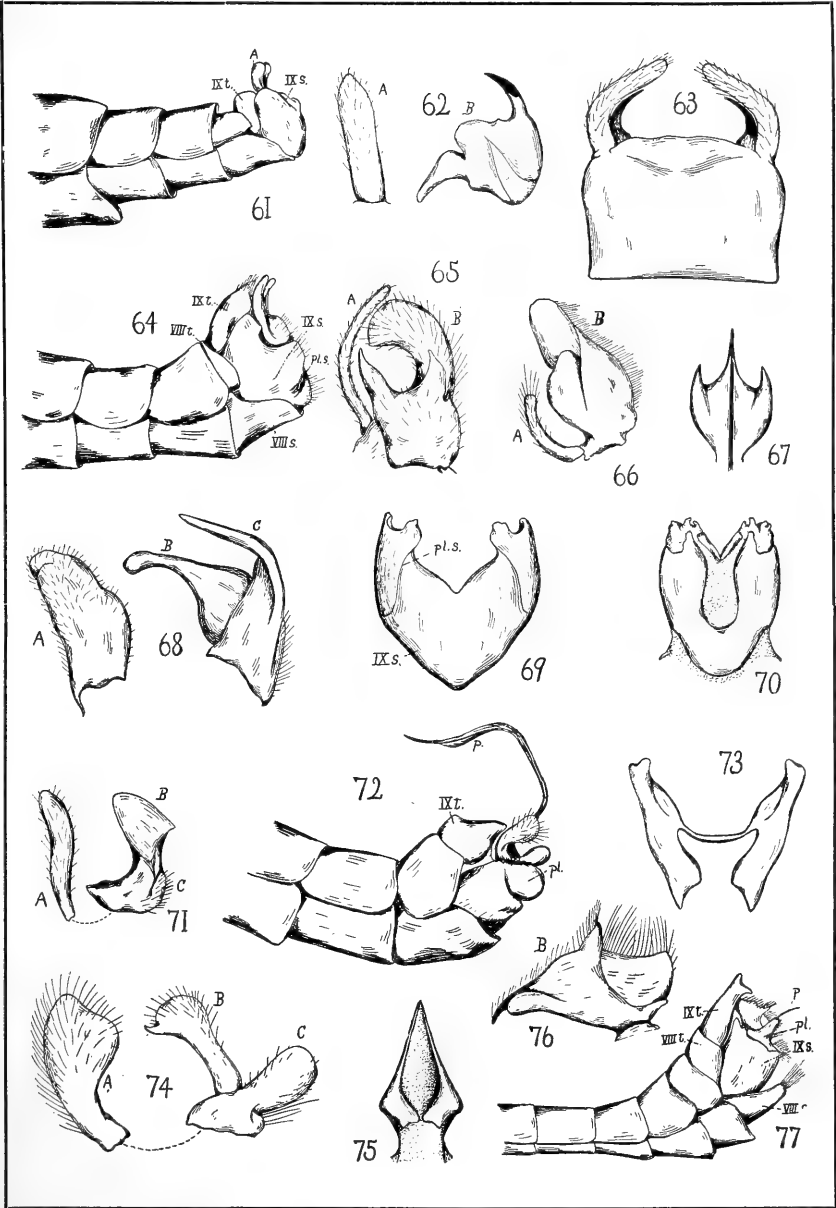 A
IX t.
IX s.
61
A
62
B
63
64
IX t.
VIII t.
IX s.
pl. s.
VIII s.
65
A
B
B
A
66
67
A
B
C
68
pl. s.
IX s.
69
70
A
B
C
71
72
p.
IX t.
pl.
73
A
B
C
74
75
B
76
IX t.
VIII t.
P
pl.
IX s.
77